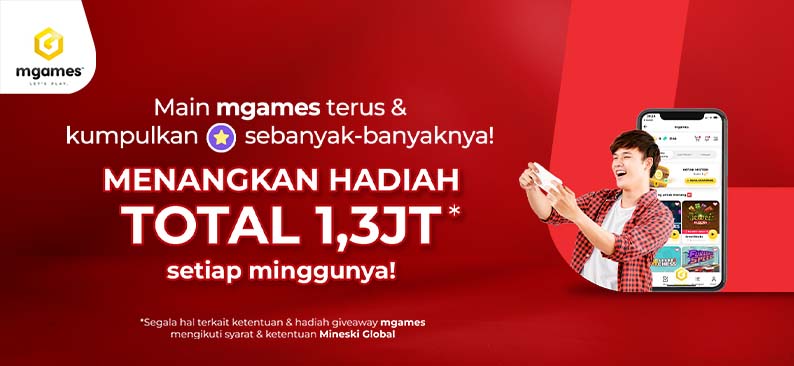 mgames
LET'S PLAY.
Main mgames terus &
kumpulkan sebanyak-banyaknya!
MENANGKAN HADIAH
TOTAL 1,3JT*
setiap minggunya!
*Segala hal terkait ketentuan & hadiah giveaway mgames
mengikuti syarat & ketentuan Mineski Global
mgames